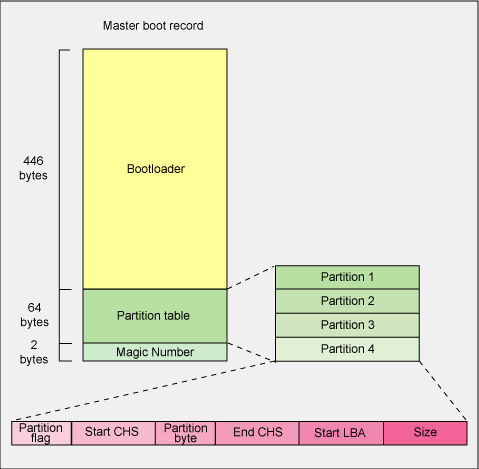 Master boot record
446
bytes
Bootloader
Partition 1
64
bytes
Partition table
Partition 2
Partition 3
2
bytes
Magic Number
Partition 4
Partition
flag
Start CHS
Partition
byte
End CHS
Start LBA
Size